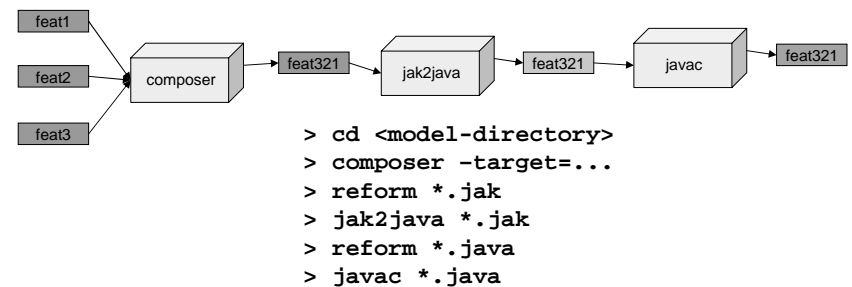 feat1
feat2
feat3
composer
feat321
jak2java
feat321
javac
feat321
> cd <model-directory>
> composer –target=...
> reform *.jak
> jak2java *.jak
> reform *.java
> javac *.java